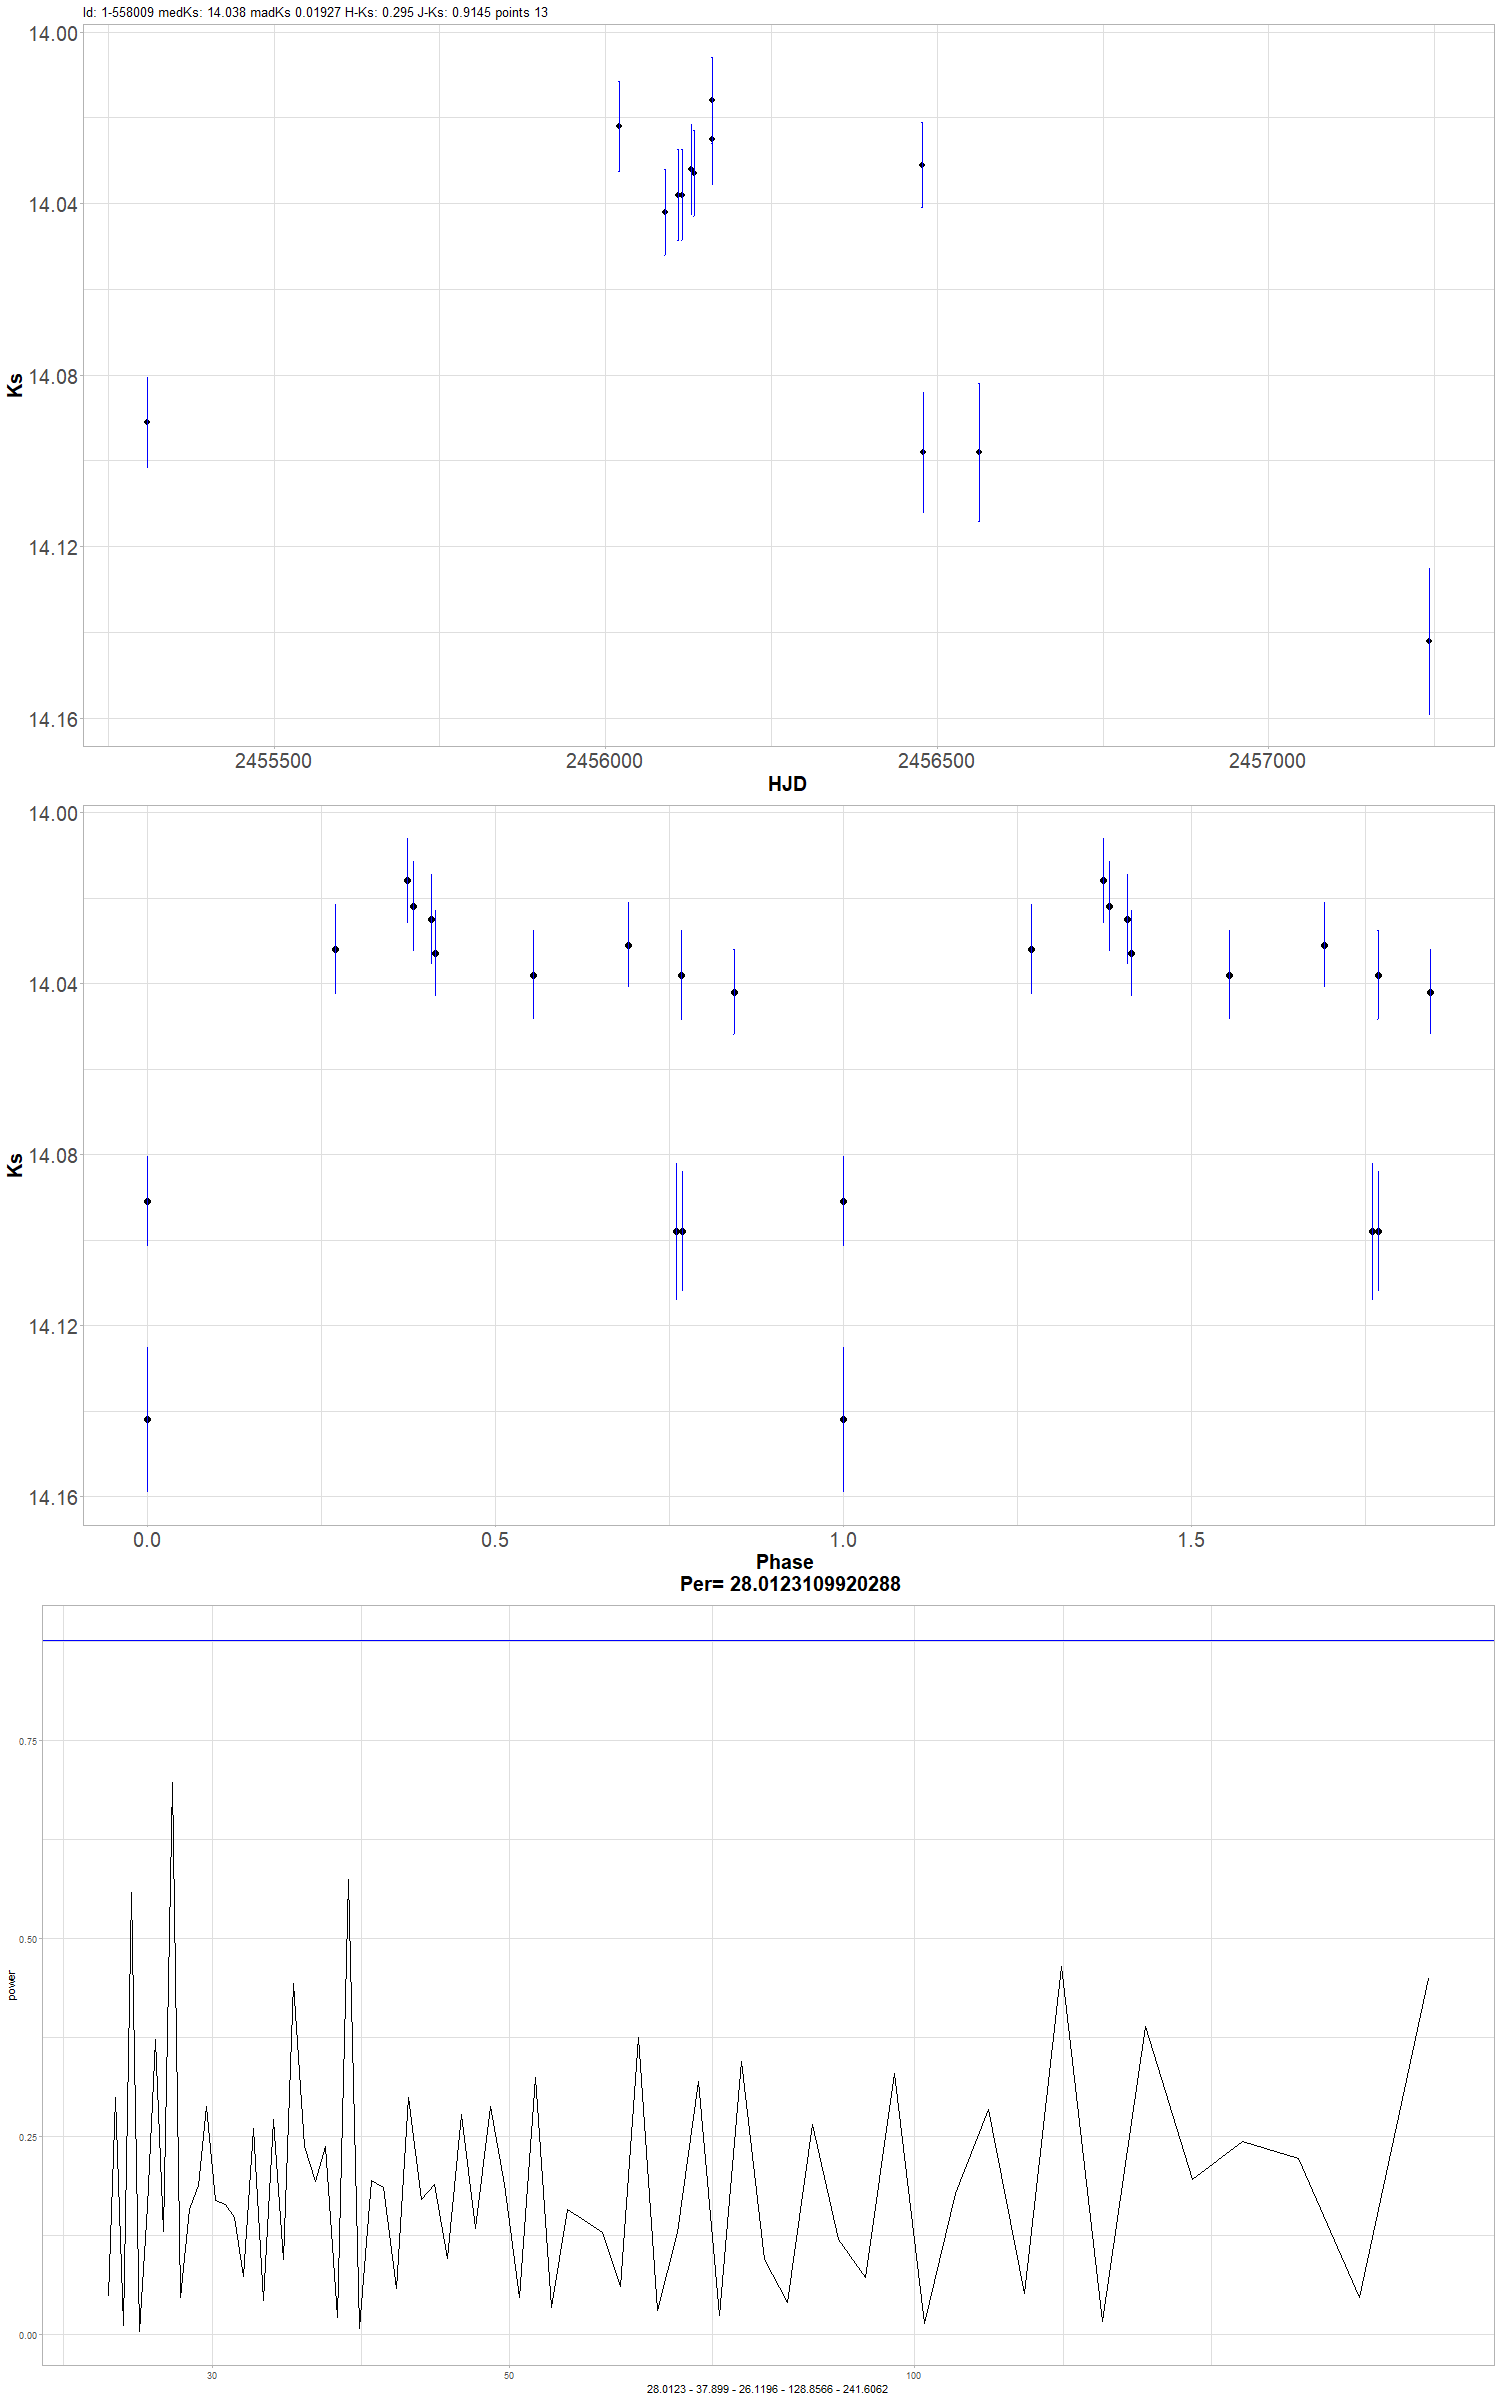 Id: 1-558009 medKs: 14.038 madKs 0.01927 H-Ks: 0.295 J-Ks: 0.9145 points 13
14.00
14.04
14.08
14.12
14.16
Ks
2455500 2456000 2456500 2457000
HJD
14.00
14.04
14.08
14.12
14.16
Ks
0.0 0.5 1.0 1.5
Phase
Per= 28.0123109920288
0.75
0.50
0.25
0.00
power
30 50 100
28.0123 - 37.899 - 26.1196 - 128.8566 - 241.6062